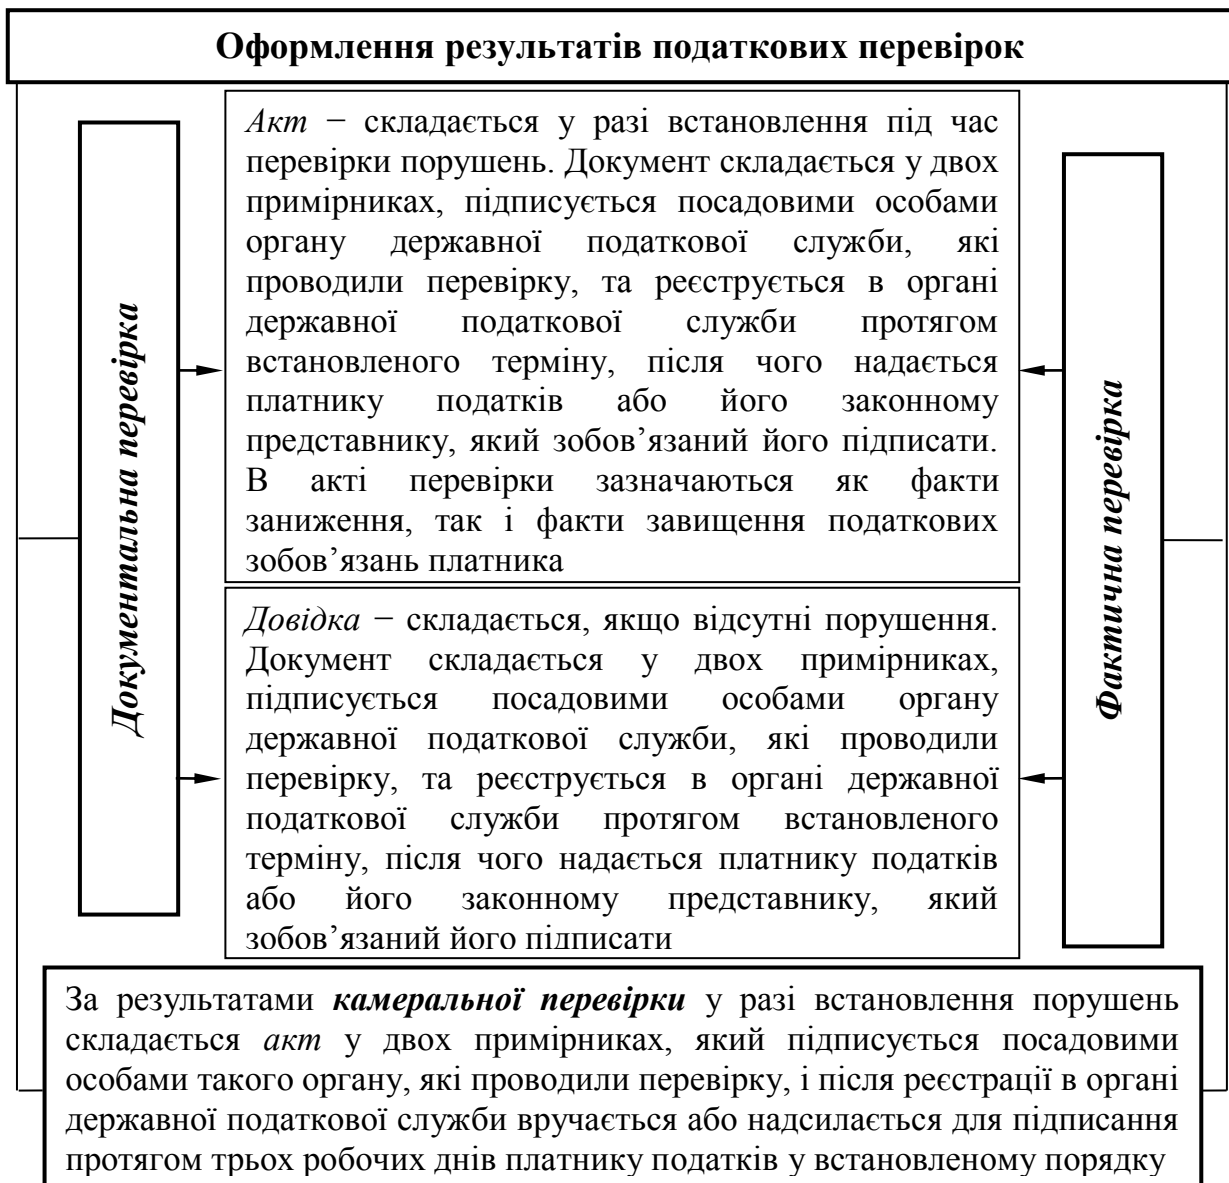 Оформлення результатів податкових перевірок
Документальна перевірка
Акт − складається у разі встановлення під час
перевірки порушень. Документ складається у двох
примірниках, підписується посадовими особами
органу державної податкової служби, які
проводили перевірку, та реєструється в органі
державної податкової служби протягом
встановленого терміну, після чого надається
платнику податків або його законному
представнику, який зобов’язаний його підписати.
В акті перевірки зазначаються як факти
заниження, так і факти завищення податкових
зобов’язань платника
Довідка − складається, якщо відсутні порушення.
Документ складається у двох примірниках,
підписується посадовими особами органу
державної податкової служби, які проводили
перевірку, та реєструється в органі державної
податкової служби протягом встановленого
терміну, після чого надається платнику податків
або його законному представнику, який
зобов’язаний його підписати
Фактична перевірка
За результатами камеральної перевірки у разі встановлення порушень
складається акт у двох примірниках, який підписується посадовими
особами такого органу, які проводили перевірку, і після реєстрації в органі
державної податкової служби вручається або надсилається для підписання
протягом трьох робочих днів платнику податків у встановленому порядку